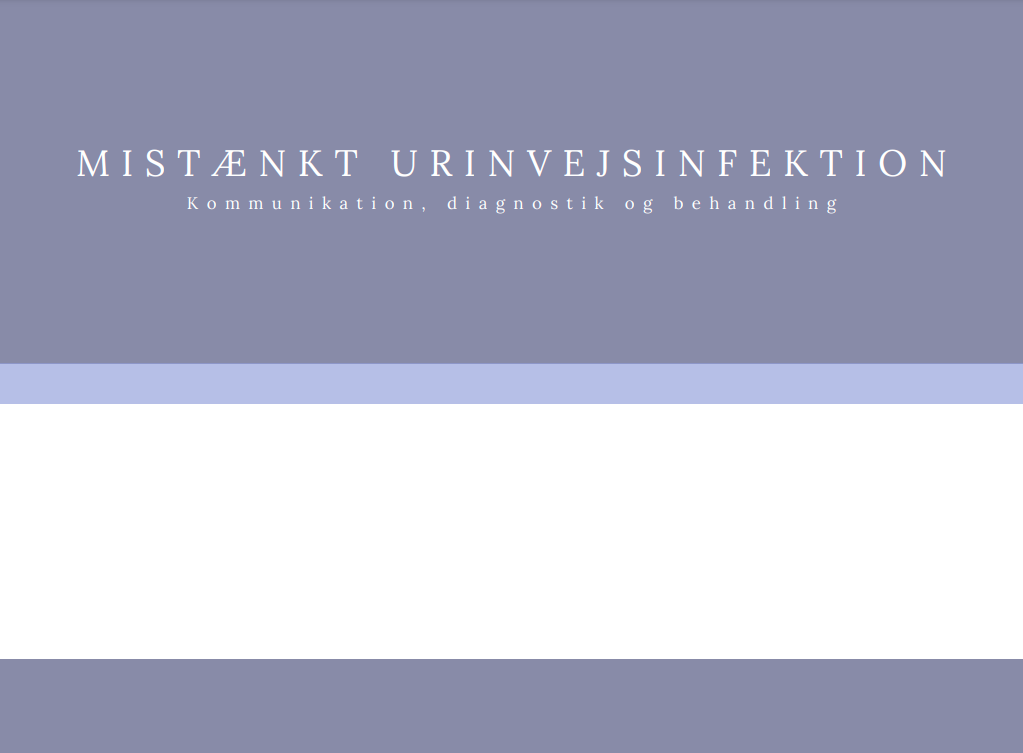 MISTÆNKT URINVEJSINFEKTION
Kommunikation, diagnostik og behandling